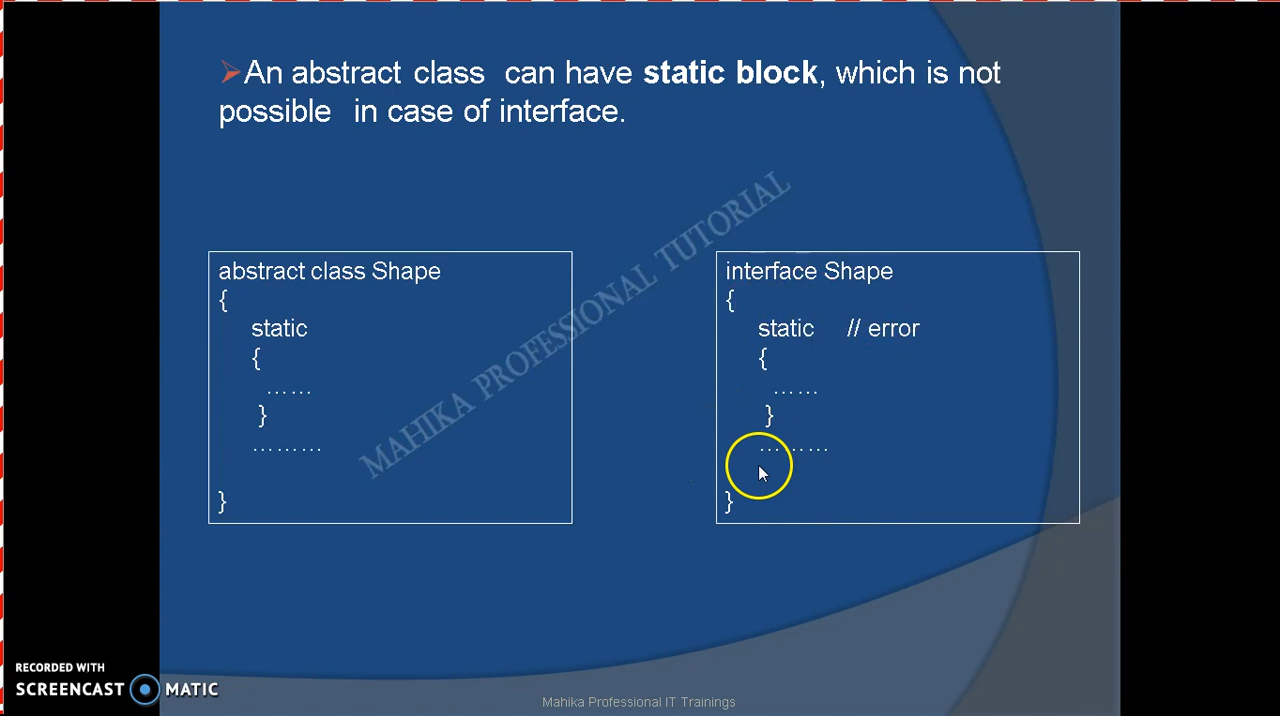 ➢An abstract class can have static block, which is not
possible in case of interface.
MAHIKA PROFESSIONAL TUTORIAL
abstract class Shape
{
static
{
……
}
………
}
interface Shape
{
static // error
{
……
}
………
}
RECORDED WITH
SCREENCAST MATIC
Mahika Professional IT Trainings